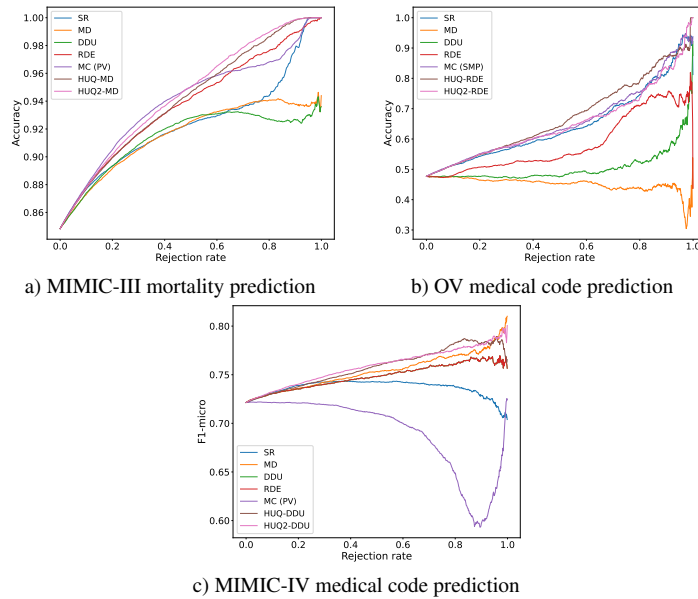 SR
MD
DDU
RDE
MC (PV)
HUQ-MD
HUQ2-MD
1.00
0.98
0.96
0.94
0.92
0.90
0.88
0.86
Accuracy
0.0 0.2 0.4 0.6 0.8 1.0
Rejection rate
a) MIMIC-III mortality prediction
SR
MD
DDU
RDE
MC (SMP)
HUQ-RDE
HUQ2-RDE
1.0
0.9
0.8
0.7
0.6
0.5
0.4
0.3
Accuracy
0.0 0.2 0.4 0.6 0.8 1.0
Rejection rate
b) OV medical code prediction
0.80
0.75
0.70
0.65
0.60
F1-micro
SR
MD
DDU
RDE
MC (PV)
HUQ-DDU
HUQ2-DDU
0.0 0.2 0.4 0.6 0.8 1.0
Rejection rate
c) MIMIC-IV medical code prediction